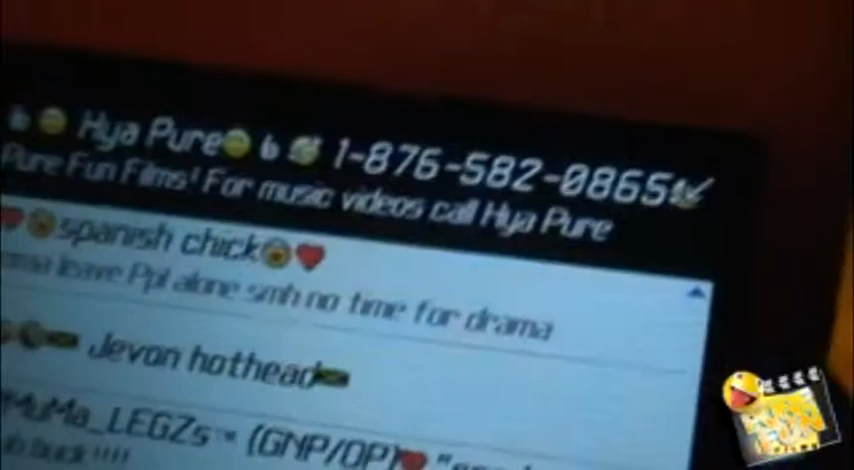 Hya Pure 1-876-582-0865
Pure Fun Films! For music videos call Hya Pure
spanish chick
leave Ppl alone smh no time for drama
Jevon hothead
MuMa_LEGZs™ (GNP/OP)